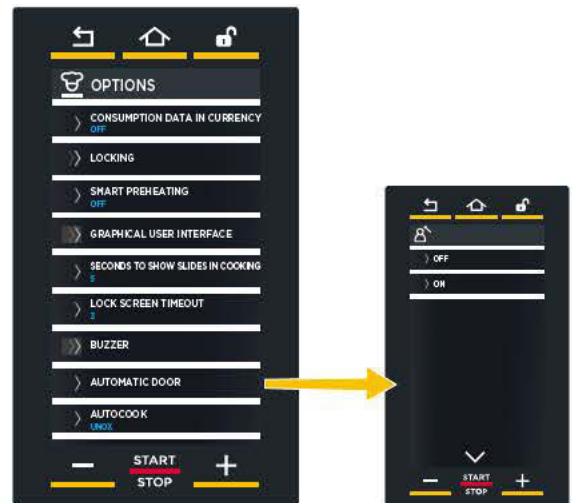 OPTIONS
CONSUMPTION DATA IN CURRENCY
OFF
LOCKING
SMART PREHEATING
OFF
GRAPHICAL USER INTERFACE
SECONDS TO SHOW SLIDES IN COOKING
5
LOCK SCREEN TIMEOUT
2
BUZZER
AUTOMATIC DOOR
AUTOCOOK
UNOX
START
STOP
OFF
ON
START
STOP